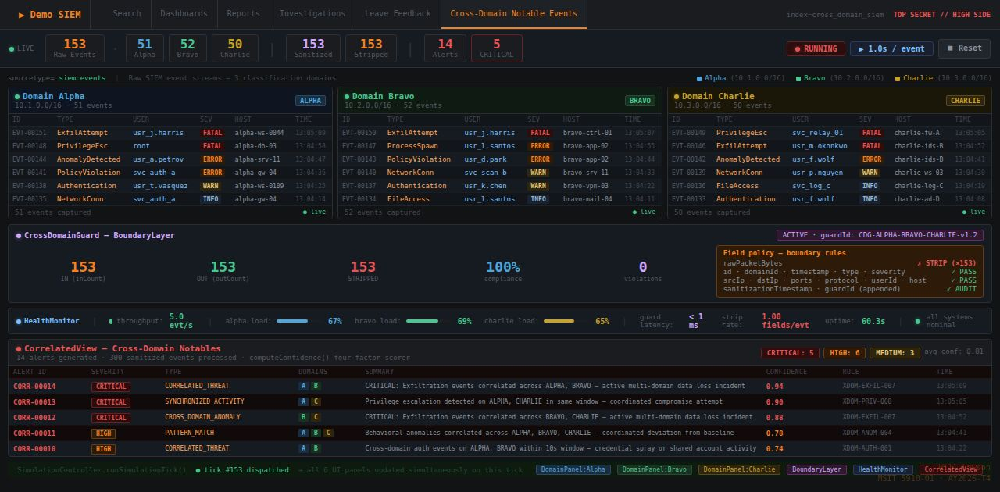 ▶ Demo SIEM Search Dashboards Reports Investigations Leave Feedback Cross-Domain Notable Events index=cross_domain_siem TOP SECRET // HIGH SIDE
LIVE 153 Raw Events 51 Alpha 52 Bravo 50 Charlie 153 Sanitized 153 Stripped 14 Alerts 5 CRITICAL RUNNING ▶ 1.0s / event ■ Reset
sourcetype= siem:events | Raw SIEM event streams — 3 classification domains Alpha (10.1.0.0/16) Bravo (10.2.0.0/16) Charlie (10.3.0.0/16)
Domain Alpha
10.1.0.0/16 · 51 events
ALPHA
ID TYPE USER SEV HOST TIME
EVT-00151 ExfilAttempt usr_j.harris FATAL alpha-ws-0044 13:05:09
EVT-00148 PrivilegeEsc root FATAL alpha-db-03 13:04:58
EVT-00144 AnomalyDetected usr_a.petrov ERROR alpha-srv-11 13:04:47
EVT-00141 PolicyViolation svc_auth_a ERROR alpha-gw-04 13:04:36
EVT-00138 Authentication usr_t.vasquez WARN alpha-ws-0109 13:04:25
EVT-00135 NetworkConn svc_auth_a INFO alpha-gw-04 13:04:14
51 events captured ● live
Domain Bravo
10.2.0.0/16 · 52 events
BRAVO
ID TYPE USER SEV HOST TIME
EVT-00150 ExfilAttempt usr_j.harris FATAL bravo-ctrl-01 13:05:07
EVT-00147 ProcessSpawn usr_l.santos ERROR bravo-app-02 13:04:55
EVT-00143 PolicyViolation usr_d.park ERROR bravo-app-02 13:04:44
EVT-00140 NetworkConn svc_scan_b WARN bravo-srv-11 13:04:33
EVT-00137 Authentication usr_k.chen WARN bravo-vpn-03 13:04:22
EVT-00134 FileAccess usr_l.santos INFO bravo-mail-04 13:04:11
52 events captured ● live
Domain Charlie
10.3.0.0/16 · 50 events
CHARLIE
ID TYPE USER SEV HOST TIME
EVT-00149 PrivilegeEsc svc_relay_01 FATAL charlie-fw-A 13:05:05
EVT-00146 ExfilAttempt usr_m.okonkwo FATAL charlie-ids-B 13:04:52
EVT-00142 AnomalyDetected usr_f.wolf ERROR charlie-ids-B 13:04:41
EVT-00139 NetworkConn usr_p.nguyen WARN charlie-ws-03 13:04:30
EVT-00136 FileAccess svc_log_c INFO charlie-log-C 13:04:19
EVT-00133 Authentication usr_f.wolf INFO charlie-ad-D 13:04:08
50 events captured ● live
CrossDomainGuard — BoundaryLayer ACTIVE · guardId: CDG-ALPHA-BRAVO-CHARLIE-v1.2
153 153 153 100% 0
IN (inCount) OUT (outCount) STRIPPED compliance violations
Field policy — boundary rules
rawPacketBytes ✗ STRIP (×153)
id · domainId · timestamp · type · severity ✓ PASS
srcIp · dstIp · ports · protocol · userId · host ✓ PASS
sanitizationTimestamp · guardId (appended) ✓ AUDIT
HealthMonitor | throughput: 5.0 evt/s | alpha load: 67% bravo load: 69% charlie load: 65% | guard latency: < 1 ms strip rate: 1.00 fields/evt uptime: 60.3s | all systems nominal
CorrelatedView — Cross-Domain Notables
14 alerts generated · 300 sanitized events processed · computeConfidence() four-factor scorer
CRITICAL: 5 HIGH: 6 MEDIUM: 3 avg conf: 0.81
ALERT ID SEVERITY TYPE DOMAINS SUMMARY CONFIDENCE RULE TIME
CORR-00014 CRITICAL CORRELATED_THREAT A B CRITICAL: Exfiltration events correlated across ALPHA, BRAVO — active multi-domain data loss incident 0.94 XDOM-EXFIL-007 13:05:09
CORR-00013 CRITICAL SYNCHRONIZED_ACTIVITY A C Privilege escalation detected on ALPHA, CHARLIE in same window — coordinated compromise attempt 0.90 XDOM-PRIV-008 13:05:05
CORR-00012 CRITICAL CROSS_DOMAIN_ANOMALY B C CRITICAL: Exfiltration events correlated across BRAVO, CHARLIE — active multi-domain data loss incident 0.88 XDOM-EXFIL-007 13:04:52
CORR-00011 HIGH PATTERN_MATCH A B C Behavioral anomalies correlated across ALPHA, BRAVO, CHARLIE — coordinated deviation from baseline 0.78 XDOM-ANOM-004 13:04:41
CORR-00010 HIGH CORRELATED_THREAT A B Cross-domain auth events on ALPHA, BRAVO within 10s window — credential spray or shared account activity 0.74 XDOM-AUTH-001 13:04:22
SimulationController.runSimulationTick() ● tick #153 dispatched → all 6 UI panels updated simultaneously on this tick DomainPanel:Alpha DomainPanel:Bravo DomainPanel:Charlie BoundaryLayer HealthMonitor CorrelatedView
MSIT 5910-01 · AY2026-T4